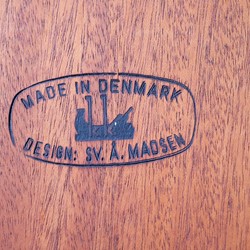 MADE IN DENMARK
DESIGN: SV. Å. MADSEN